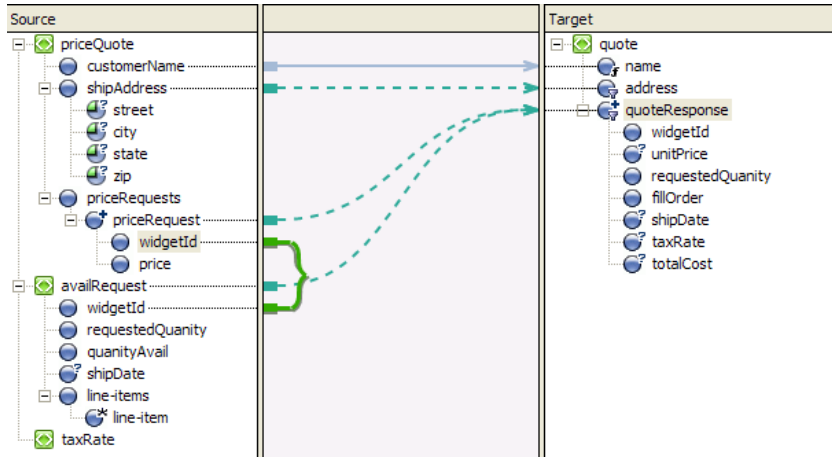 Source
priceQuote
customerName
shipAddress
street
city
state
zip
priceRequests
priceRequest
widgetId
price
availRequest
widgetId
requestedQuanity
quanityAvail
shipDate
line-items
line-item
taxRate
Target
quote
name
address
quoteResponse
widgetId
unitPrice
requestedQuanity
fillOrder
shipDate
taxRate
totalCost